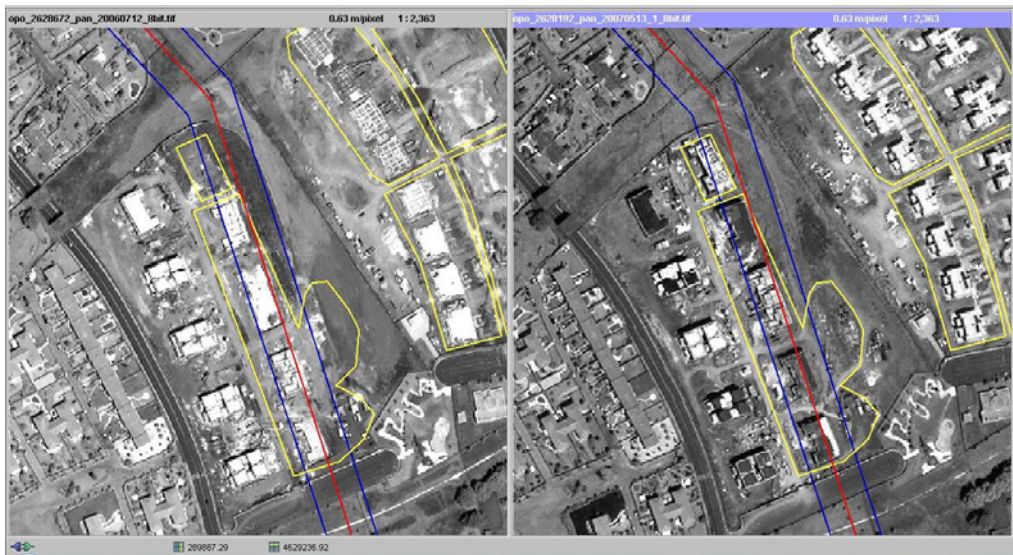 opo_2628672_pan_20060712_8bit.tif 0.63 m/pixel 1 : 2,363
opo_2628192_pan_20070513_1_8bit.tif 0.63 m/pixel 1 : 2,363
289887.29 4629236.92